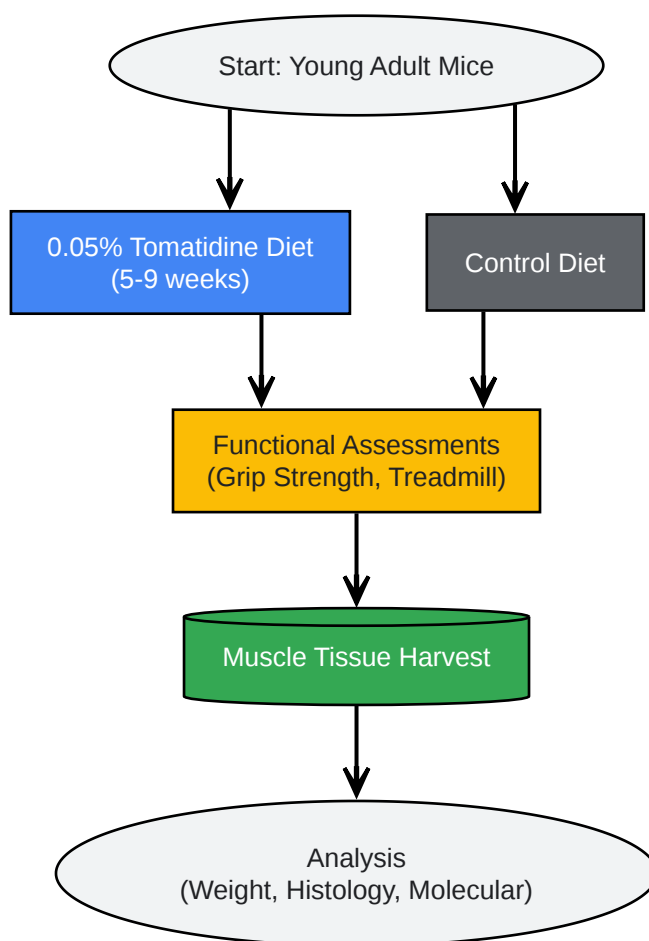 Start: Young Adult Mice
0.05% Tomatidine Diet
(5-9 weeks)
Control Diet
Functional Assessments
(Grip Strength, Treadmill)
Muscle Tissue Harvest
Analysis
(Weight, Histology, Molecular)